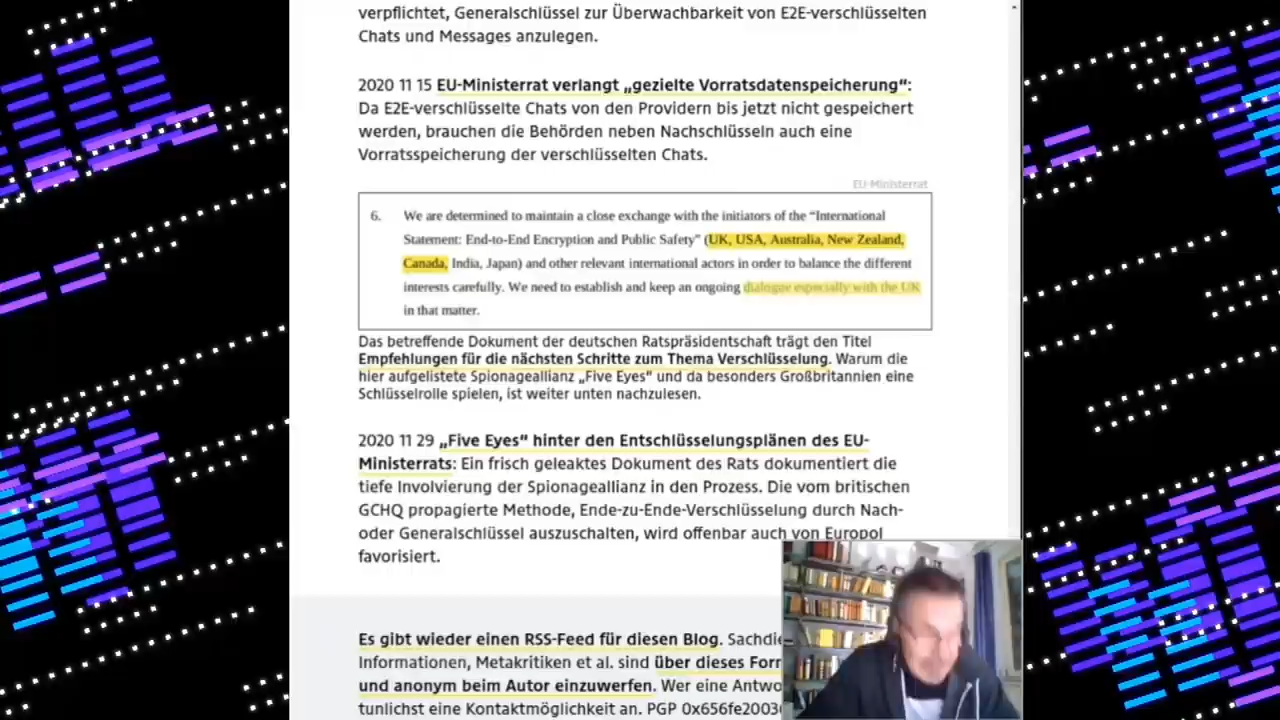 verpflichtet, Generalschlüssel zur Überwachbarkeit von E2E-verschlüsselten
Chats und Messages anzulegen.
2020 11 15 EU-Ministerrat verlangt „gezielte Vorratsdatenspeicherung“:
Da E2E-verschlüsselte Chats von den Providern bis jetzt nicht gespeichert
werden, brauchen die Behörden neben Nachschlüsseln auch eine
Vorratsspeicherung der verschlüsselten Chats.
EU-Ministerrat
6. We are determined to maintain a close exchange with the initiators of the “International
Statement: End-to-End Encryption and Public Safety” (UK, USA, Australia, New Zealand,
Canada, India, Japan) and other relevant international actors in order to balance the different
interests carefully. We need to establish and keep an ongoing dialogue especially with the UK
in that matter.
Das betreffende Dokument der deutschen Ratspräsidentschaft trägt den Titel
Empfehlungen für die nächsten Schritte zum Thema Verschlüsselung. Warum die
hier aufgelistete Spionageallianz „Five Eyes“ und da besonders Großbritannien eine
Schlüsselrolle spielen, ist weiter unten nachzulesen.
2020 11 29 „Five Eyes“ hinter den Entschlüsselungsplänen des EU-
Ministerrats: Ein frisch geleaktes Dokument des Rats dokumentiert die
tiefe Involvierung der Spionageallianz in den Prozess. Die vom britischen
GCHQ propagierte Methode, Ende-zu-Ende-Verschlüsselung durch Nach-
oder Generalschlüssel auszuschalten, wird offenbar auch von Europol
favorisiert.
Es gibt wieder einen RSS-Feed für diesen Blog. Sachdie
Informationen, Metakritiken et al. sind über dieses Forr
und anonym beim Autor einzuwerfen. Wer eine Antwo
tunlichst eine Kontaktmöglichkeit an. PGP 0x656fe2003